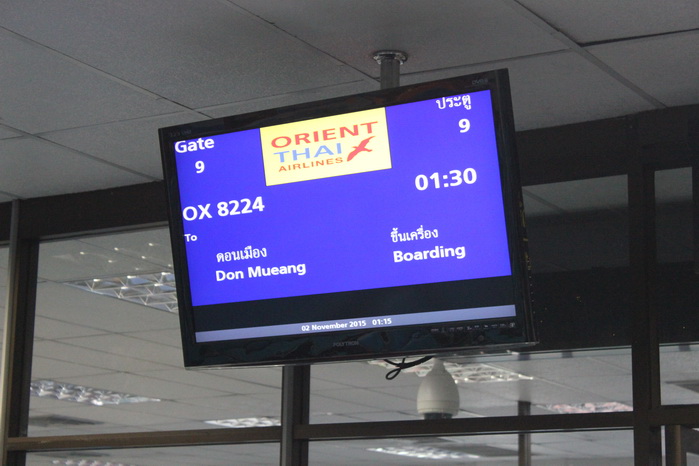 Gate
ประตู
9
9
ORIENT
THAI
AIRLINES
OX 8224
01:30
To
ดอนเมือง
ขึ้นเครื่อง
Don Mueang
Boarding
02 November 2015 01:15